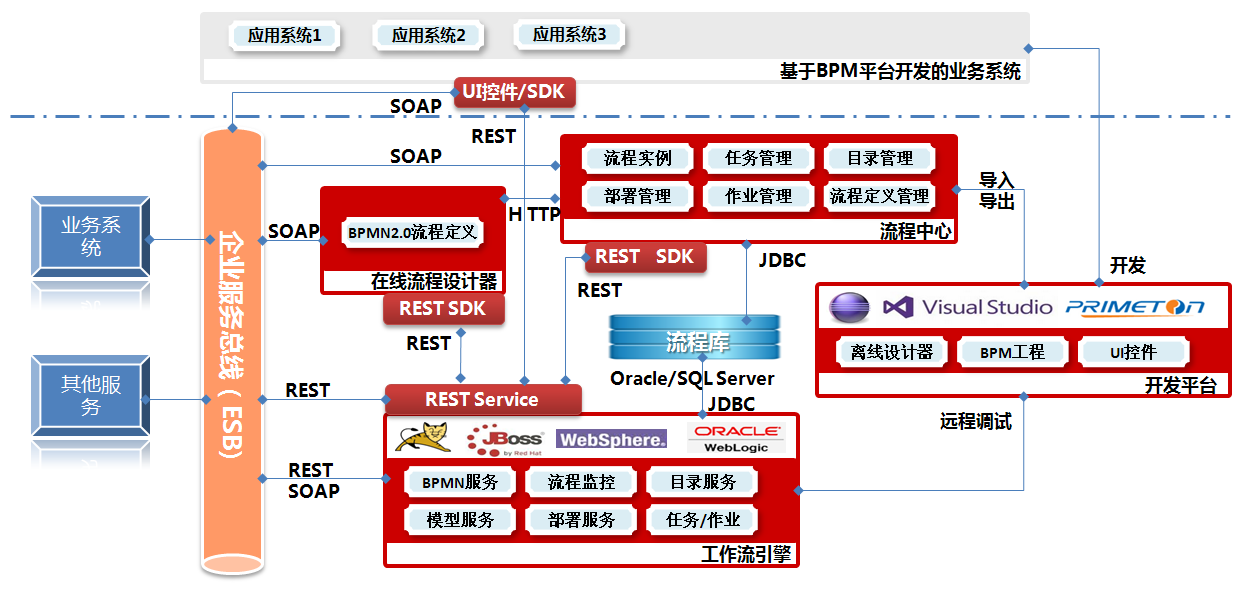 应用系统1
应用系统2
应用系统3
基于BPM平台开发的业务系统
UI控件/SDK
SOAP
REST
SOAP
流程实例
任务管理
目录管理
部署管理
作业管理
流程定义管理
流程中心
导入
导出
HTTP
SOAP
BPMN2.0流程定义
在线流程设计器
业务系
统
企业服务总线（ESB）
REST SDK
REST
JDBC
开发
REST SDK
REST
流程库
Oracle/SQL Server
JDBC
Visual Studio
PRIMETON
离线设计器
BPM工程
UI控件
开发平台
远程调试
其他服
务
REST
REST Service
JBoss
by Red Hat
WebSphere.
ORACLE
WebLogic
REST
SOAP
BPMN服务
流程监控
目录服务
模型服务
部署服务
任务/作业
工作流引擎